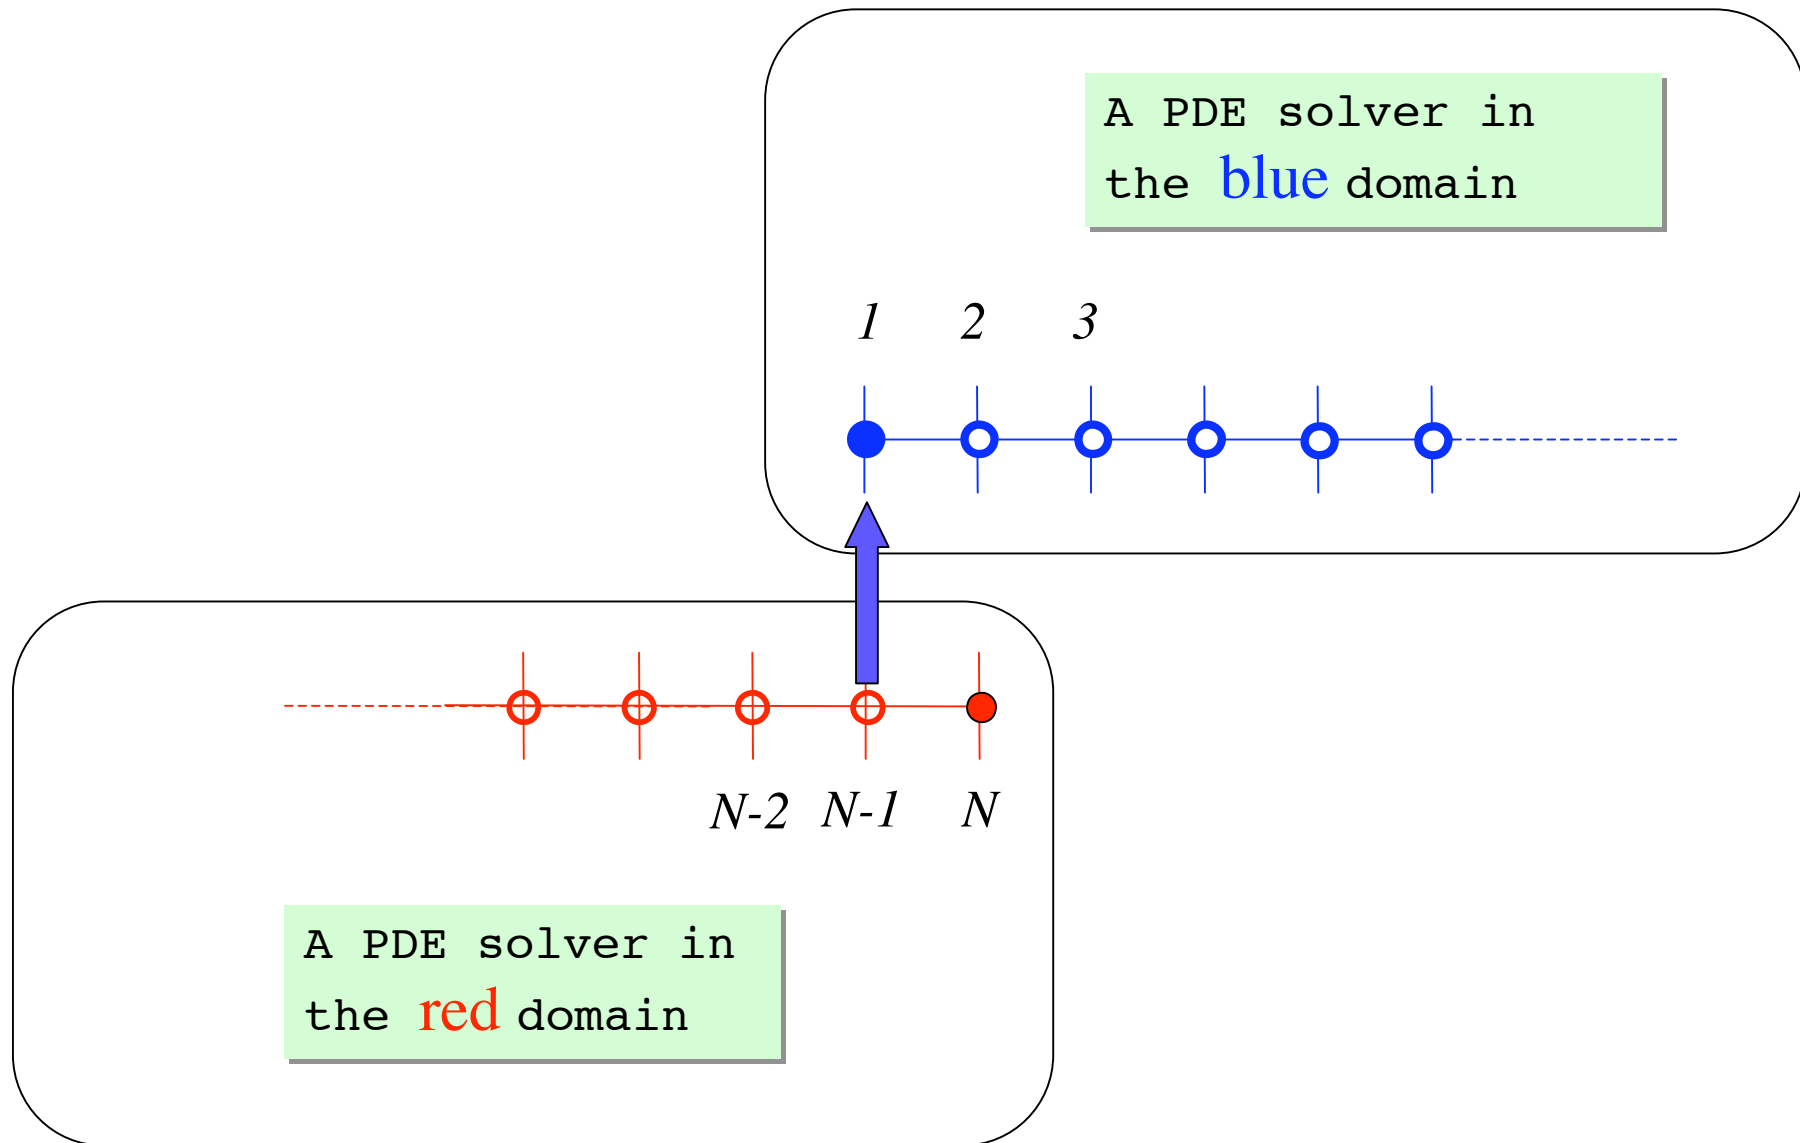 A PDE solver in
the blue domain
1 2 3
N-2 N-1 N
A PDE solver in
the red domain